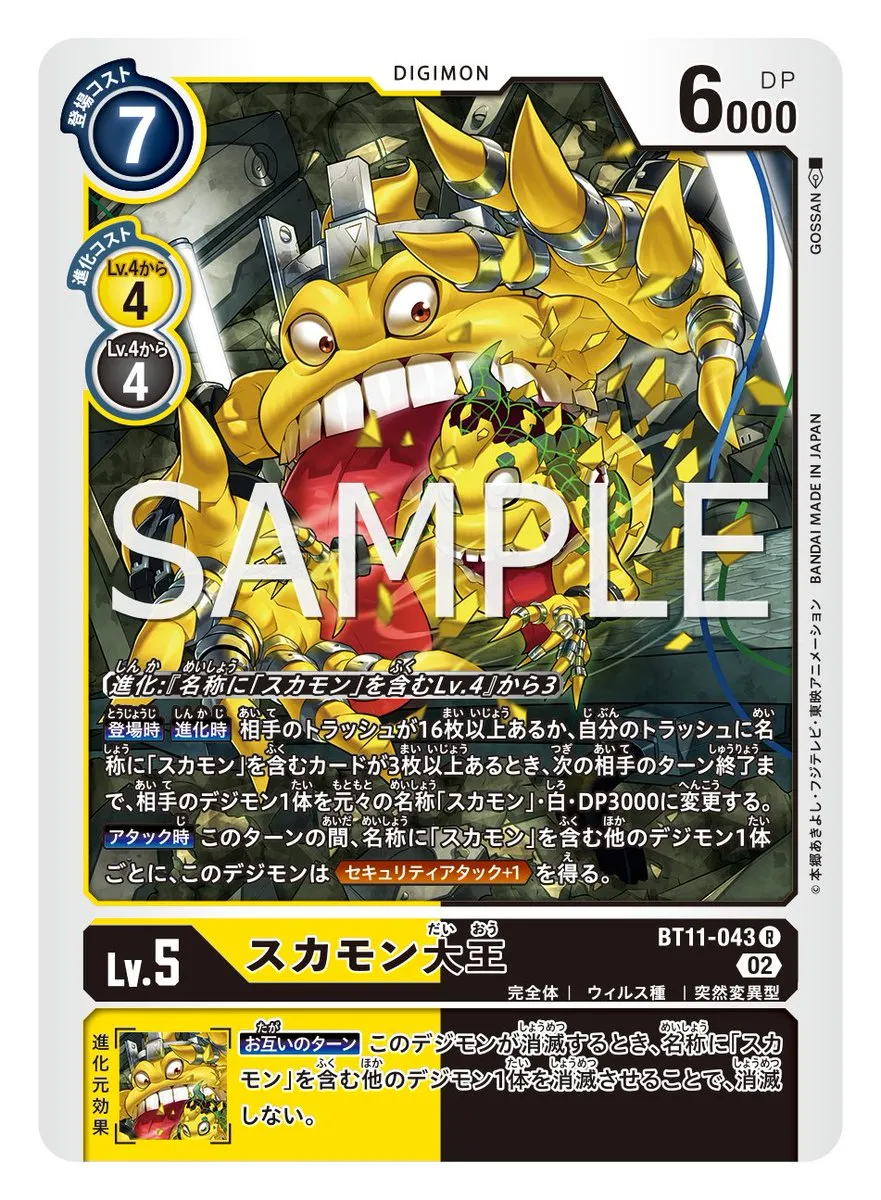 DIGIMON
登場コスト
7
DP
6000
進化コスト
Lv.4から
4
Lv.4から
4
GOSSAN
SAMPLE
©本郷あきよし・フジテレビ・東映アニメーション BANDAI MADE IN JAPAN
進化:『名称に「スカモン」を含むLv.4』から3
登場時 進化時 相手のトラッシュが16枚以上あるか、自分のトラッシュに名
称に「スカモン」を含むカードが3枚以上あるとき、次の相手のターン終了ま
で、相手のデジモン1体を元々の名称「スカモン」・白・DP3000に変更する。
アタック時 このターンの間、名称に「スカモン」を含む他のデジモン1体
ごとに、このデジモンは セキュリティアタック+1 を得る。
Lv.5
スカモン大王
BT11-043 R
02
完全体 | ウィルス種 | 突然変異型
進化元効果
お互いのターン このデジモンが消滅するとき、名称に「スカ
モン」を含む他のデジモン1体を消滅させることで、消滅
しない。